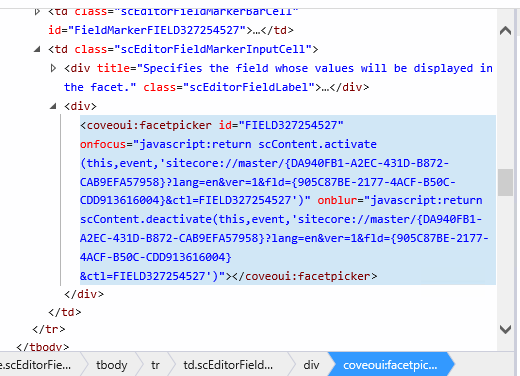 <td class="scEditorFieldMarkerBarCell"
id="FieldMarkerFIELD327254527">…</td>
<td class="scEditorFieldMarkerInputCell">
<div title="Specifies the field whose values will be displayed in
the facet." class="scEditorFieldLabel">…</div>
<div>
<coveoui:facetpicker id="FIELD327254527"
onfocus="javascript:return scContent.activate
(this,event,'sitecore://master/{DA940FB1-A2EC-431D-B872-
CAB9EFA57958}?lang=en&ver=1&fld={905C87BE-2177-4ACF-B50C-
CDD913616004}&ctl=FIELD327254527')" onblur="javascript:return
scContent.deactivate(this,event,'sitecore://master/{DA940FB1-
A2EC-431D-B872-CAB9EFA57958}?lang=en&ver=1&fld={905C87BE-2177-
4ACF-B50C-CDD913616004}
&ctl=FIELD327254527')"></coveoui:facetpicker>
</div>
</td>
</tr>
</tbody>
e.scEditorFie... tbody tr td.scEditorField... div coveoui:facetpic...